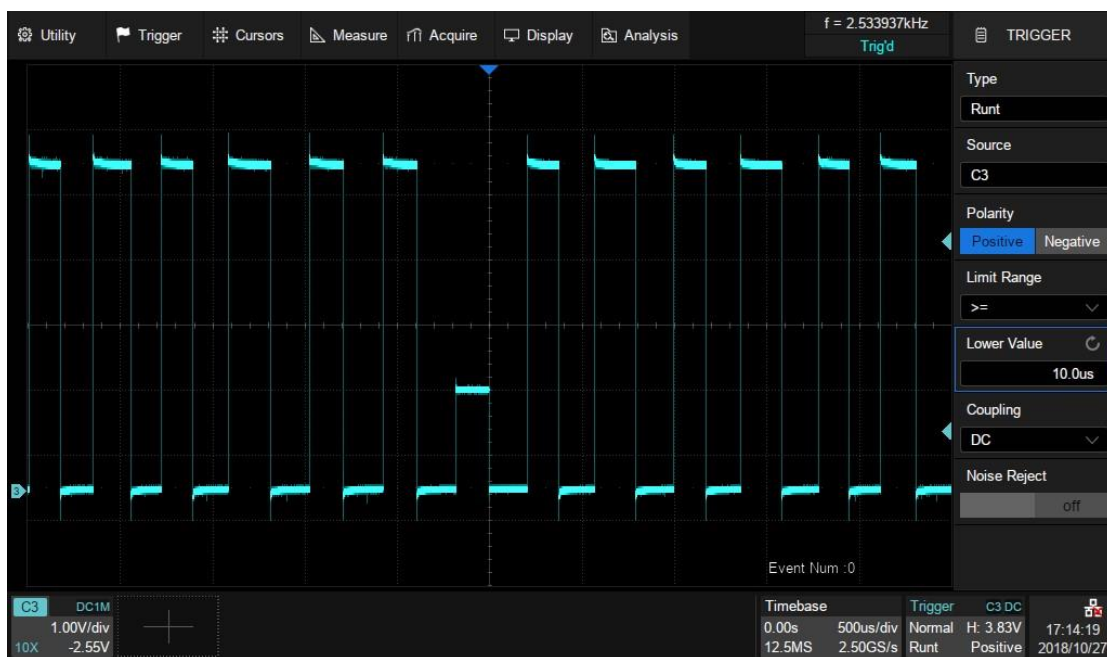 Utility
Trigger
Cursors
Measure
Acquire
Display
Analysis
f = 2.533937kHz
Trig'd
TRIGGER
Type
Runt
Source
C3
Polarity
Positive Negative
Limit Range
>=
Lower Value
10.0us
Coupling
DC
Noise Reject
off
3
Event Num :0
C3 DC1M
1.00V/div
10X -2.55V
Timebase
0.00s 500us/div
12.5MS 2.50GS/s
Trigger C3 DC
Normal H: 3.83V
Runt Positive
17:14:19
2018/10/27